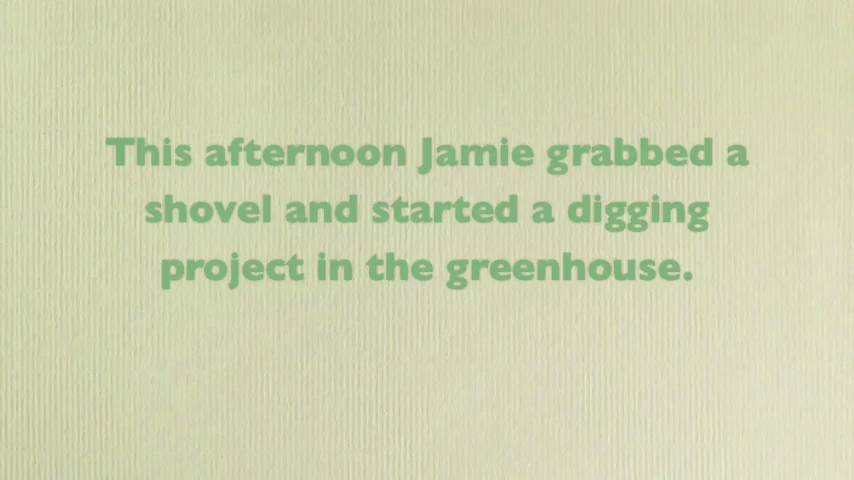 This afternoon Jamie grabbed a
shovel and started a digging
project in the greenhouse.